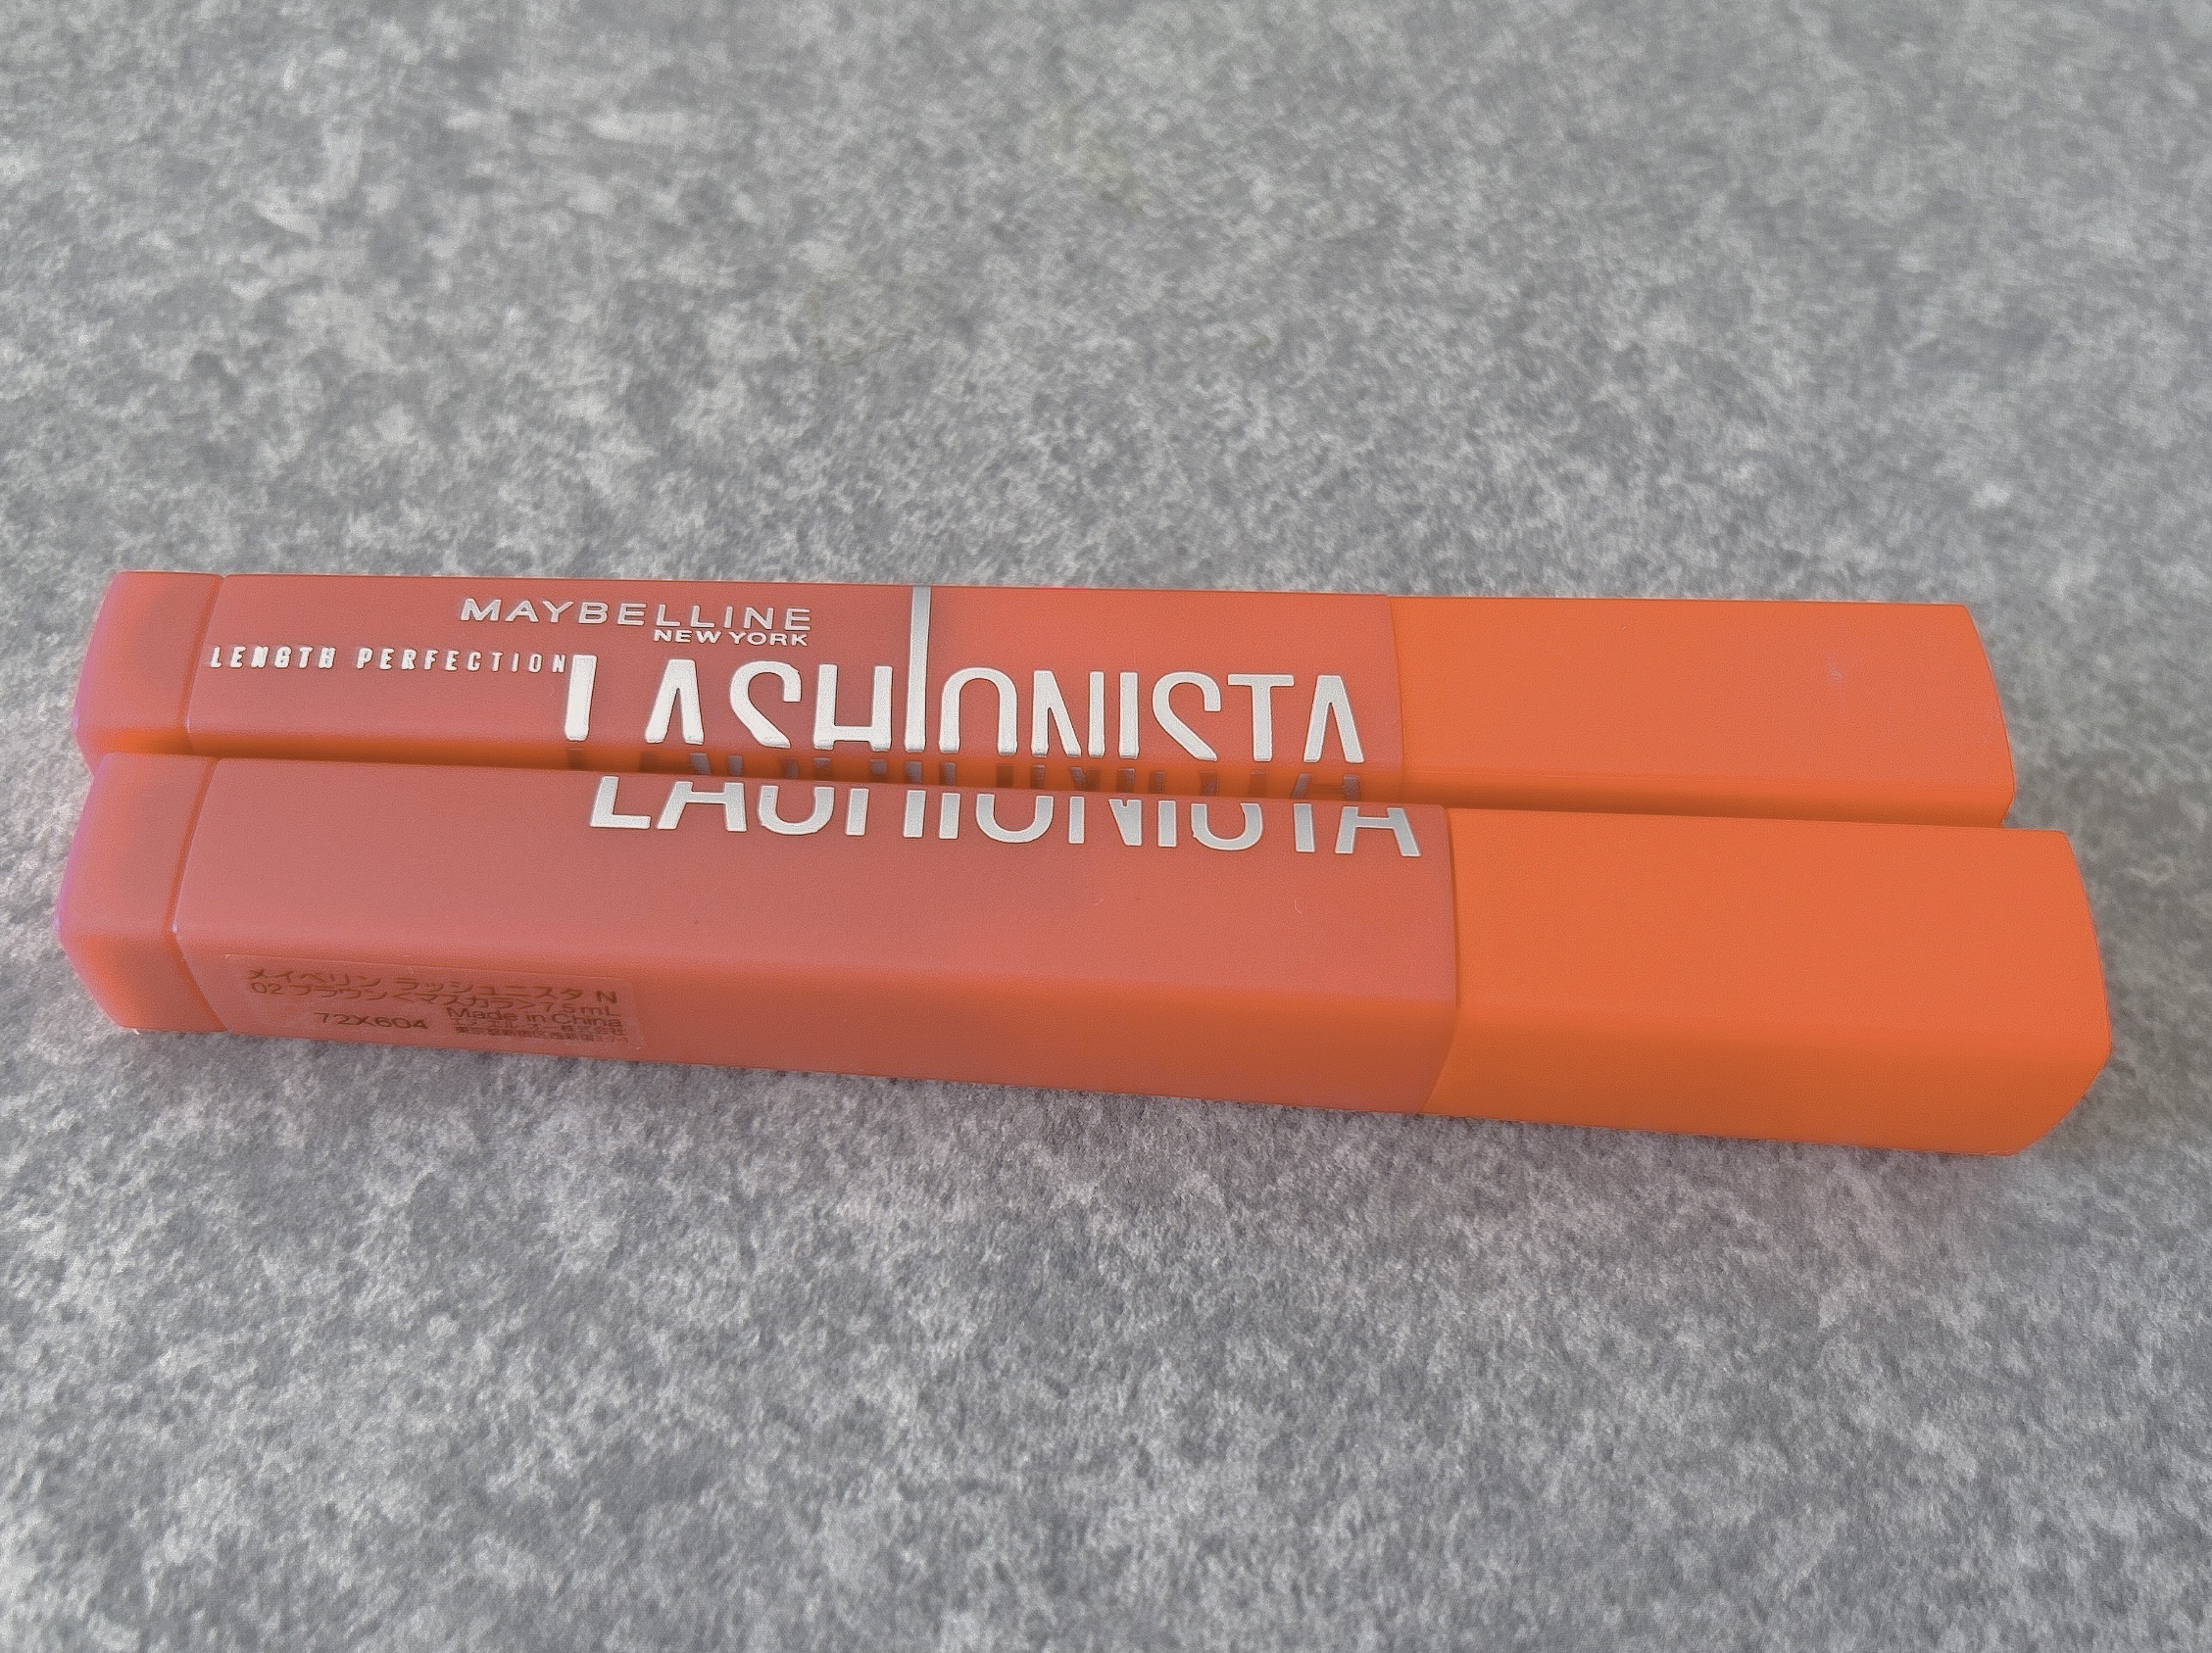 MAYBELLINE
NEW YORK
LENGTH PERFECTION
LASHIONISTA
LASHIONISTA
メイベリン ラッシュニスタ N
02 ブラウン<マスカラ> 7.5mL
72X604 Made in China